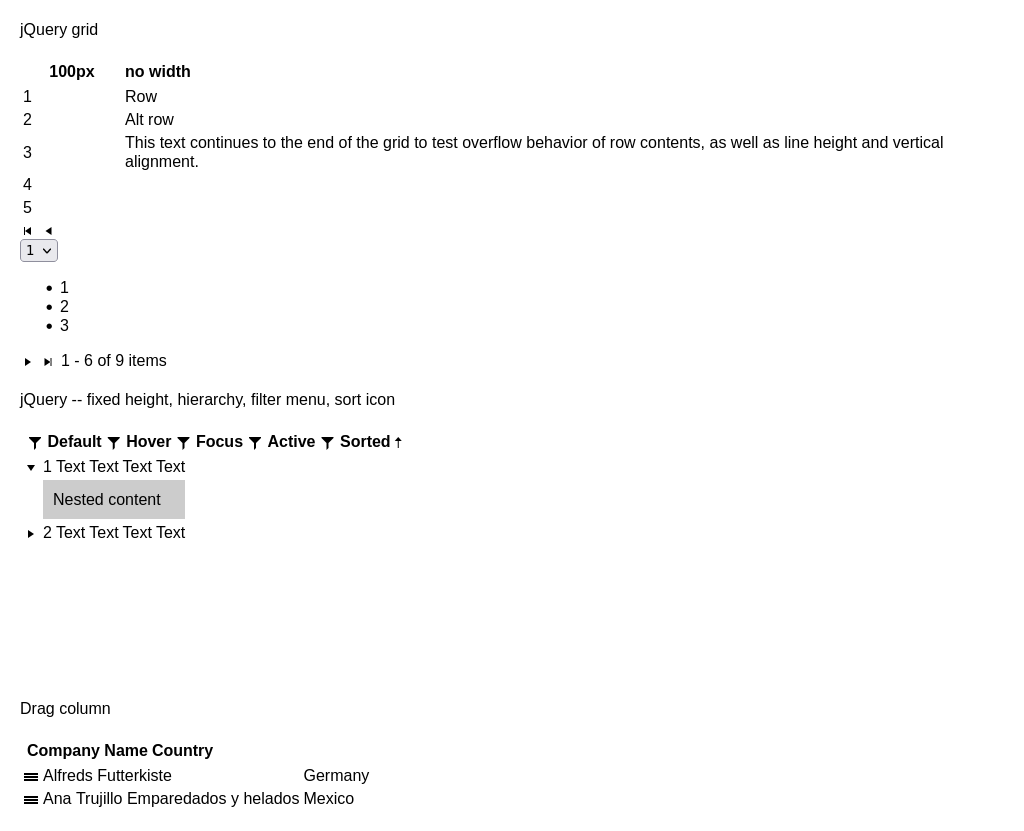 jQuery grid
100px no width
1 Row
2 Alt row
3 This text continues to the end of the grid to test overflow behavior of row contents, as well as line height and vertical
alignment.
4
5
1
• 1
• 2
• 3
1 - 6 of 9 items
jQuery -- fixed height, hierarchy, filter menu, sort icon
Default Hover Focus Active Sorted
1 Text Text Text Text
Nested content
2 Text Text Text Text
Drag column
Company Name Country
Alfreds Futterkiste Germany
Ana Trujillo Emparedados y helados Mexico